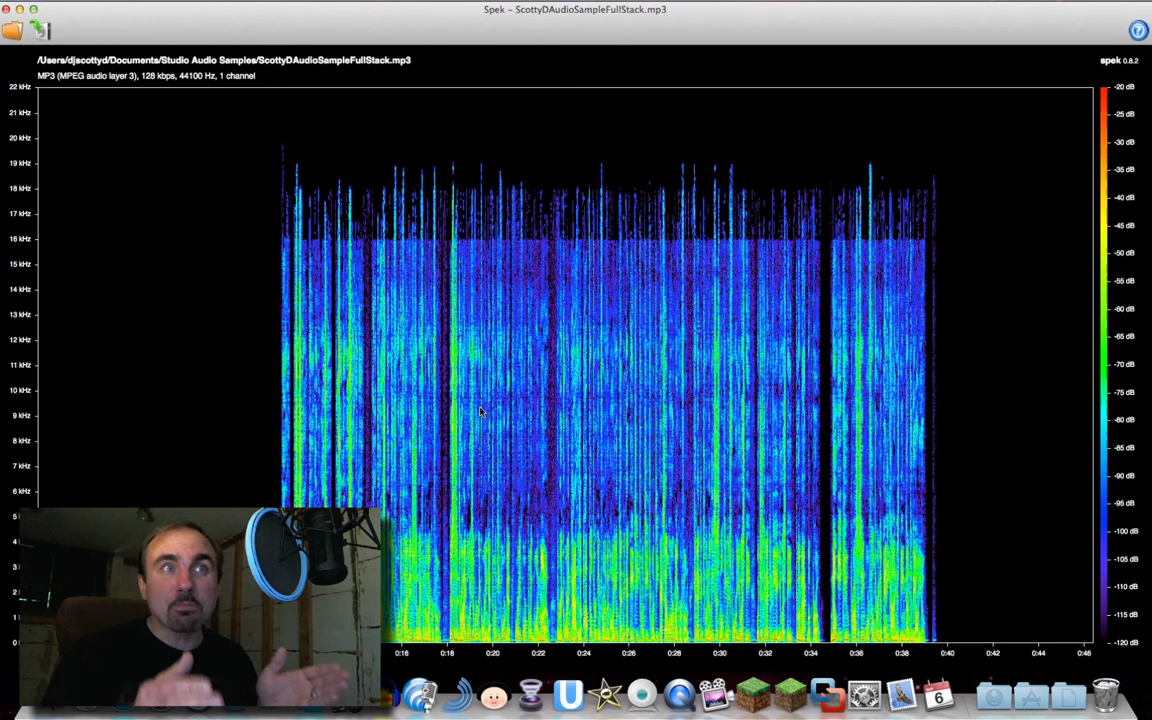 Spek - ScottyDAudioSampleFullStack.mp3
/Users/djscottyd/Documents/Studio Audio Samples/ScottyDAudioSampleFullStack.mp3
spek 0.8.2
MP3 (MPEG audio layer 3), 128 kbps, 44100 Hz, 1 channel
22 kHz
21 kHz
20 kHz
19 kHz
18 kHz
17 kHz
16 kHz
15 kHz
14 kHz
13 kHz
12 kHz
11 kHz
10 kHz
9 kHz
8 kHz
7 kHz
6 kHz
5
4
3
2
1
0
-20 dB
-25 dB
-30 dB
-35 dB
-40 dB
-45 dB
-50 dB
-55 dB
-60 dB
-65 dB
-70 dB
-75 dB
-80 dB
-85 dB
-90 dB
-95 dB
-100 dB
-105 dB
-110 dB
-115 dB
-120 dB
0:16 0:18 0:20 0:22 0:24 0:26 0:28 0:30 0:32 0:34 0:36 0:38 0:40 0:42 0:44 0:46
U
6